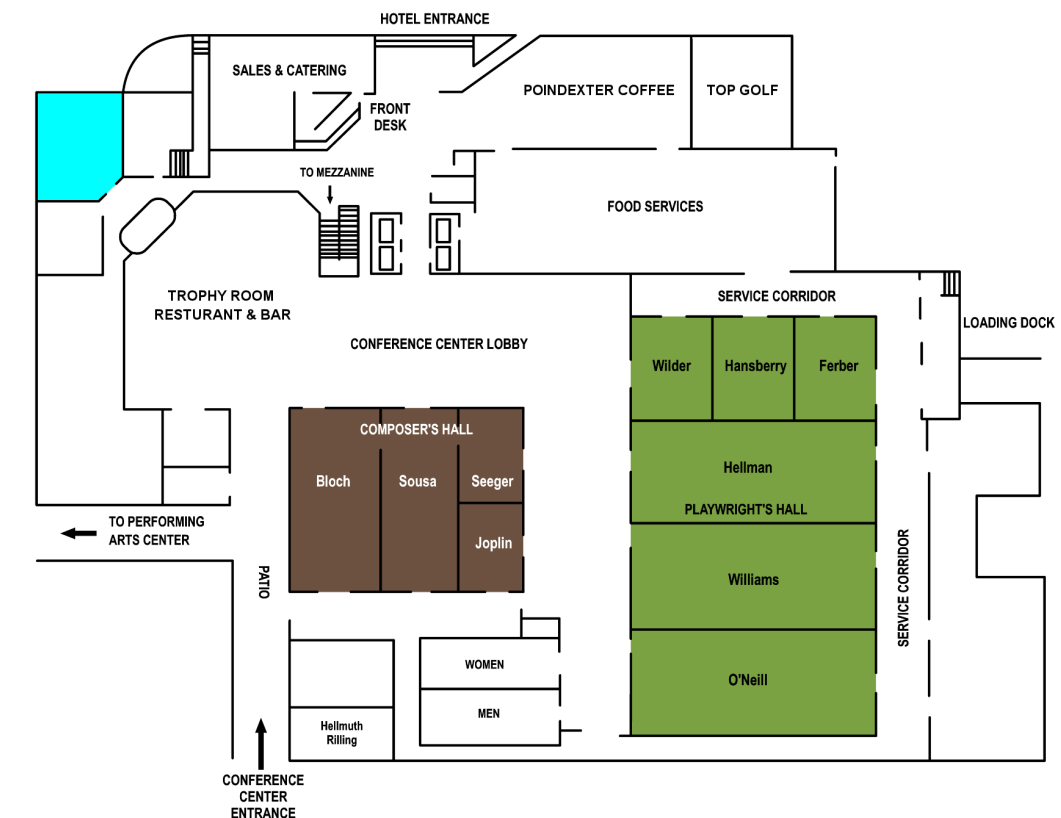 HOTEL ENTRANCE
SALES & CATERING
POINDEXTER COFFEE
TOP GOLF
FRONT
DESK
TO MEZZANINE
FOOD SERVICES
TROPHY ROOM
RESTURANT & BAR
SERVICE CORRIDOR
LOADING DOCK
CONFERENCE CENTER LOBBY
Wilder
Hansberry
Ferber
COMPOSER'S HALL
Bloch
Sousa
Seeger
Hellman
PLAYWRIGHT'S HALL
TO PERFORMING
ARTS CENTER
Joplin
PATIO
Williams
SERVICE CORRIDOR
WOMEN
O'Neill
MEN
Hellmuth
Rilling
CONFERENCE
CENTER
ENTRANCE